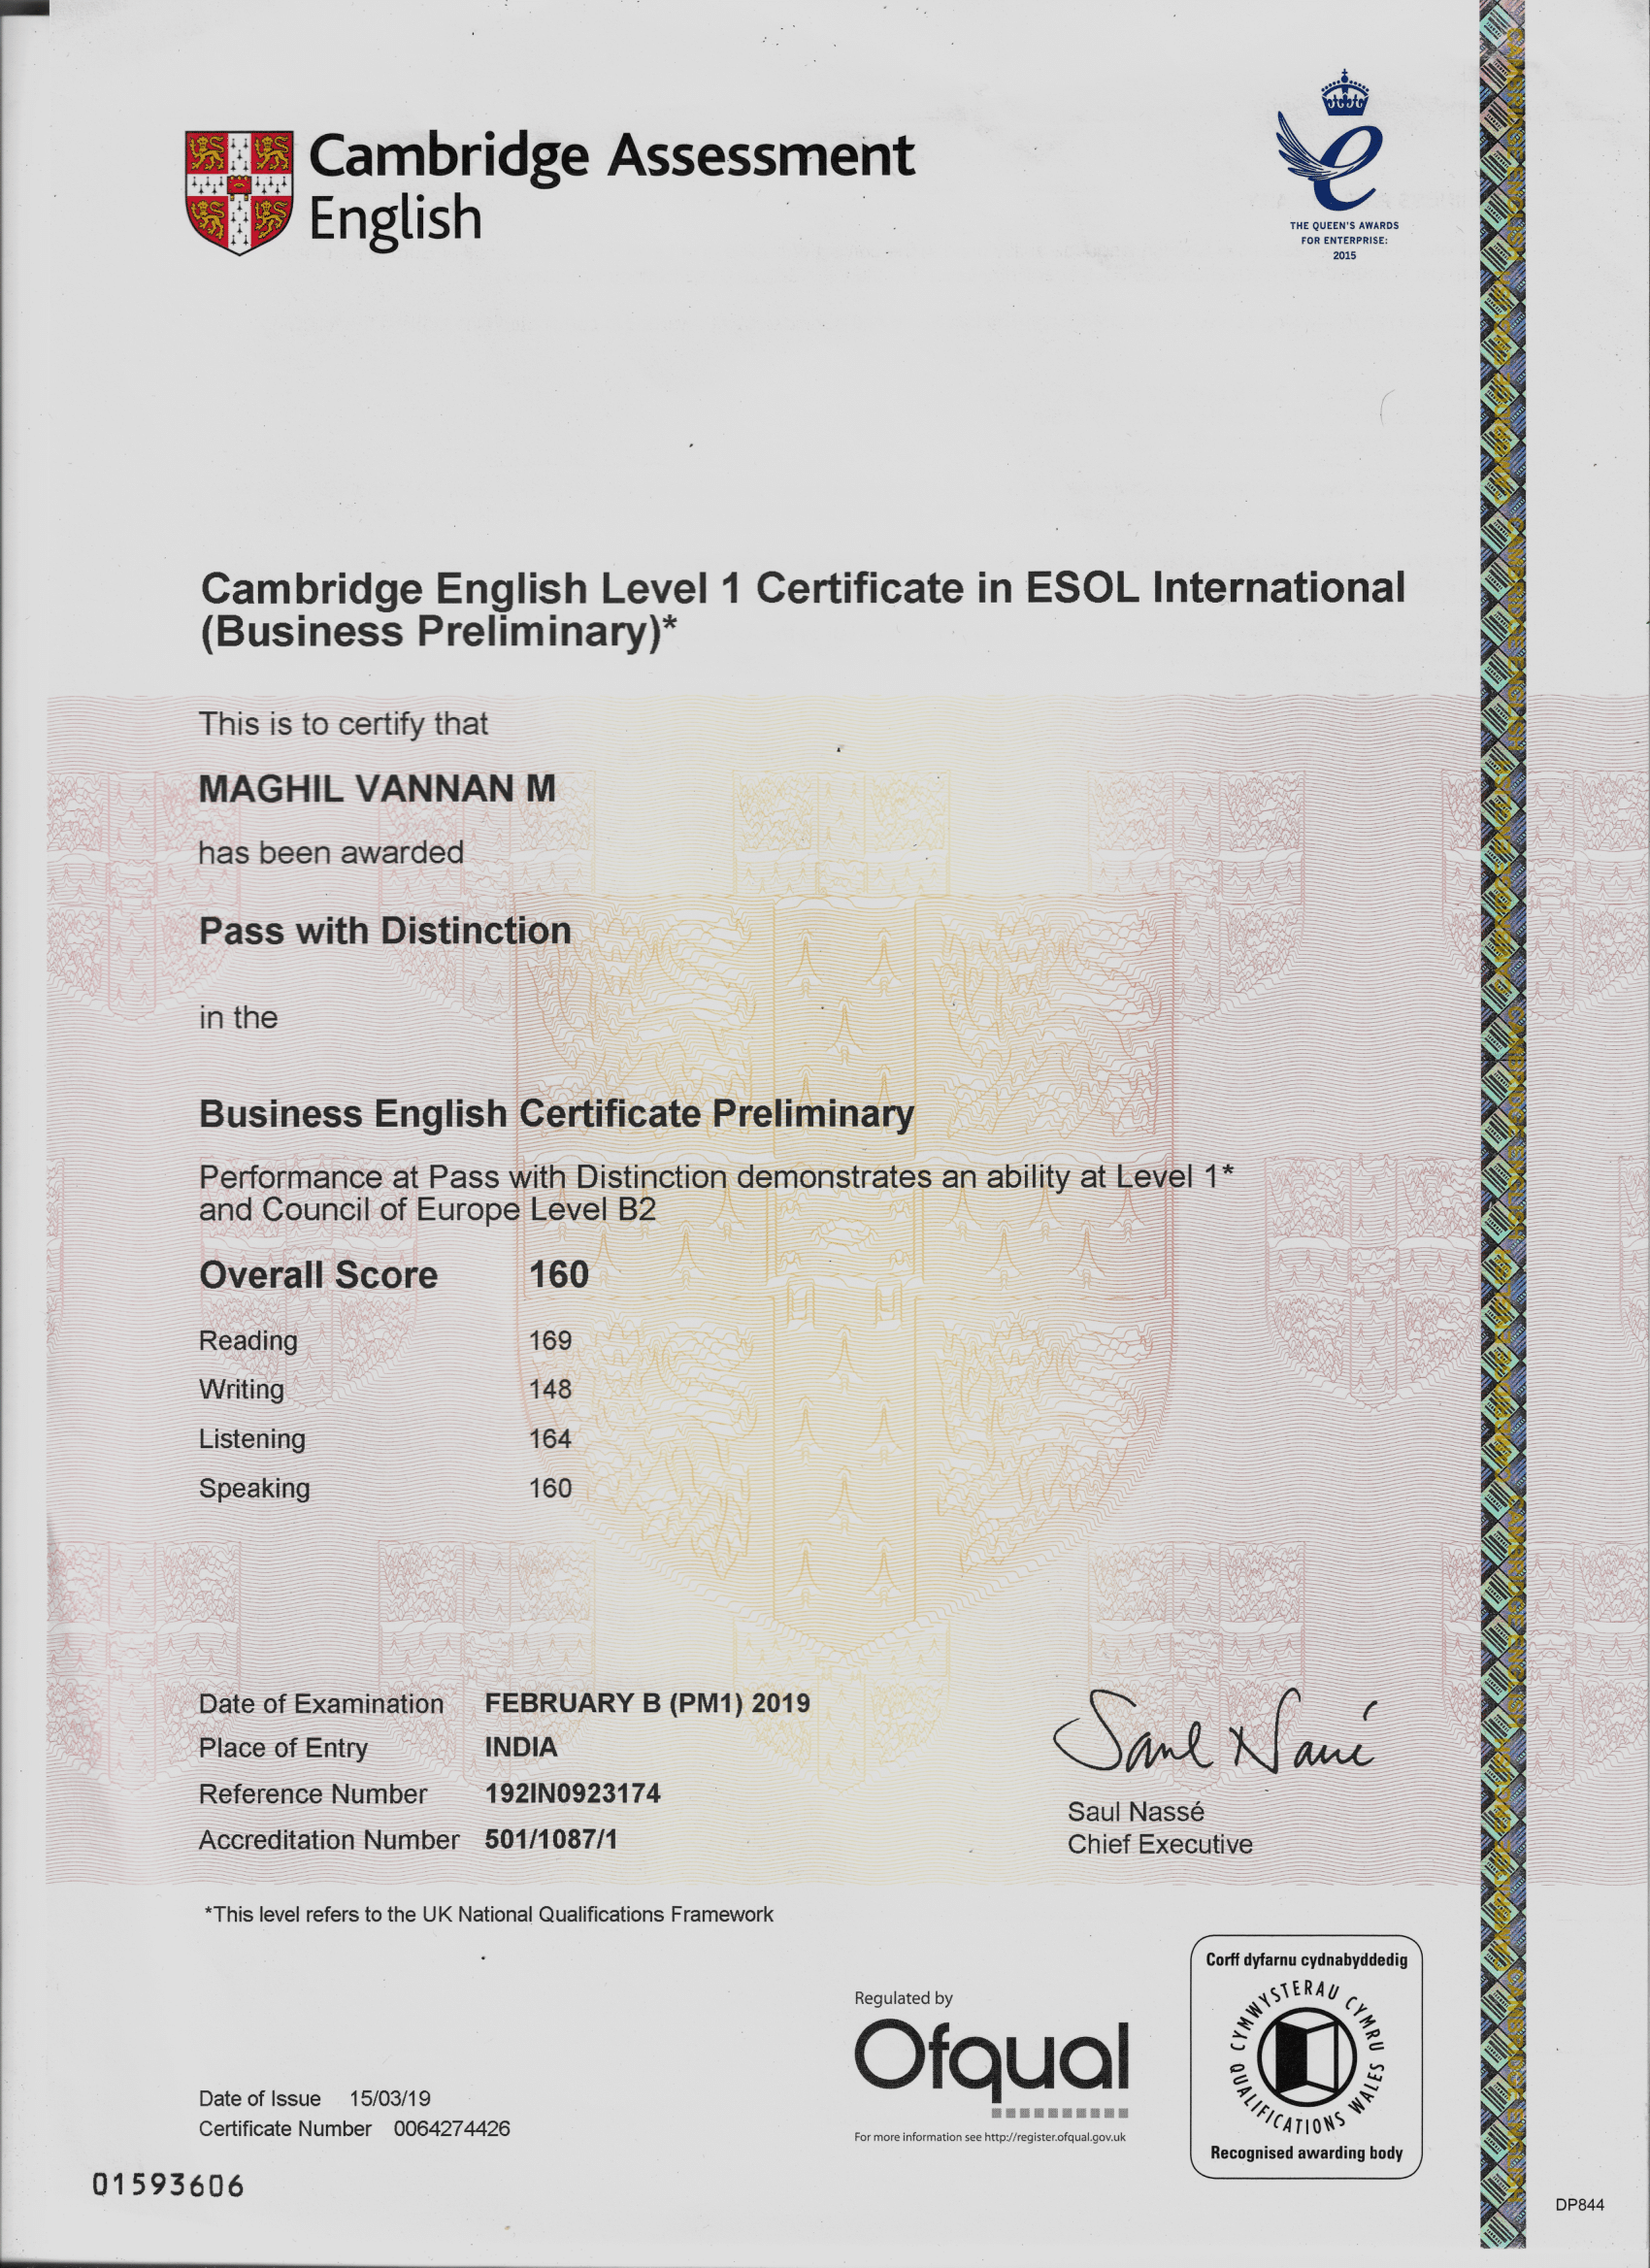 Cambridge Assessment
English
THE QUEEN'S AWARDS
FOR ENTERPRISE:
2015
Cambridge English Level 1 Certificate in ESOL International
(Business Preliminary)*
This is to certify that
MAGHIL VANNAN M
has been awarded
Pass with Distinction
in the
Business English Certificate Preliminary
Performance at Pass with Distinction demonstrates an ability at Level 1*
and Council of Europe Level B2
Overall Score 160
Reading 169
Writing 148
Listening 164
Speaking 160
Date of Examination FEBRUARY B (PM1) 2019
Place of Entry INDIA
Reference Number 192IN0923174
Accreditation Number 501/1087/1
Saul Nassé
Saul Nassé
Chief Executive
*This level refers to the UK National Qualifications Framework
Regulated by
Ofqual
For more information see http://register.ofqual.gov.uk
Corff dyfarnu cydnabyddedig
CYMWYSTERAU CYMRU
QUALIFICATIONS WALES
Recognised awarding body
Date of Issue 15/03/19
Certificate Number 0064274426
01593606
DP844